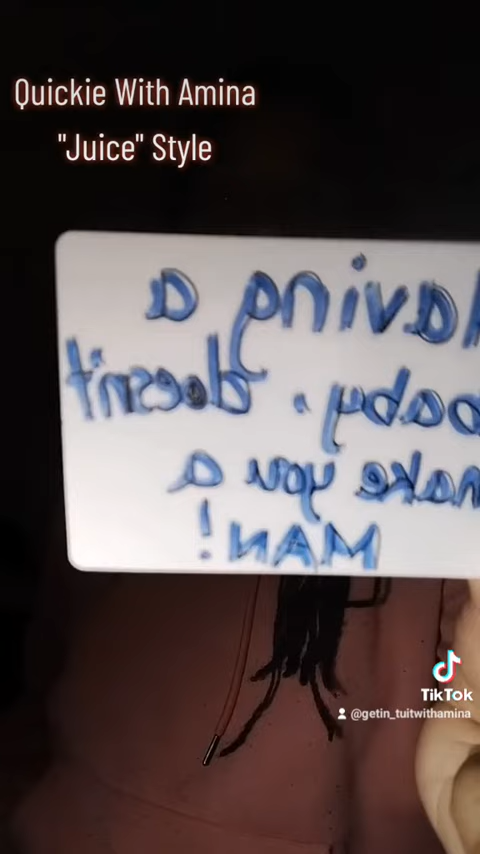 Quickie With Amina
"Juice" Style
Having a
baby. doesn't
make you a
MAN!
TikTok
@getin_tuitwithamina